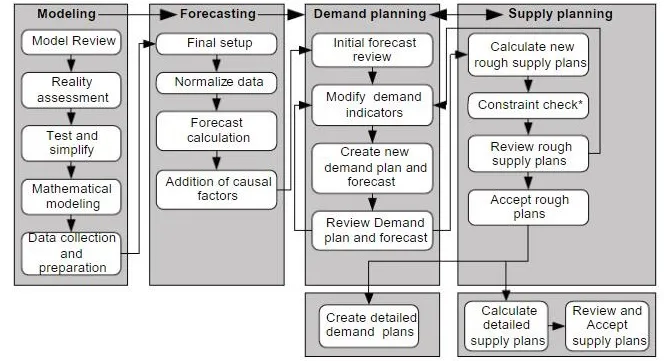 Modeling
Forecasting
Demand planning
Supply planning
Model Review
Reality
assessment
Test and
simplify
Mathematical
modeling
Data collection
and
preparation
Final setup
Normalize data
Forecast
calculation
Addition of causal
factors
Initial forecast
review
Modify demand
indicators
Create new
demand plan and
forecast
Review Demand
plan and forecast
Calculate new
rough supply plans
Constraint check*
Review rough
supply plans
Accept rough
plans
Create detailed
demand plans
Calculate
detailed
supply plans
Review and
Accept
supply plans